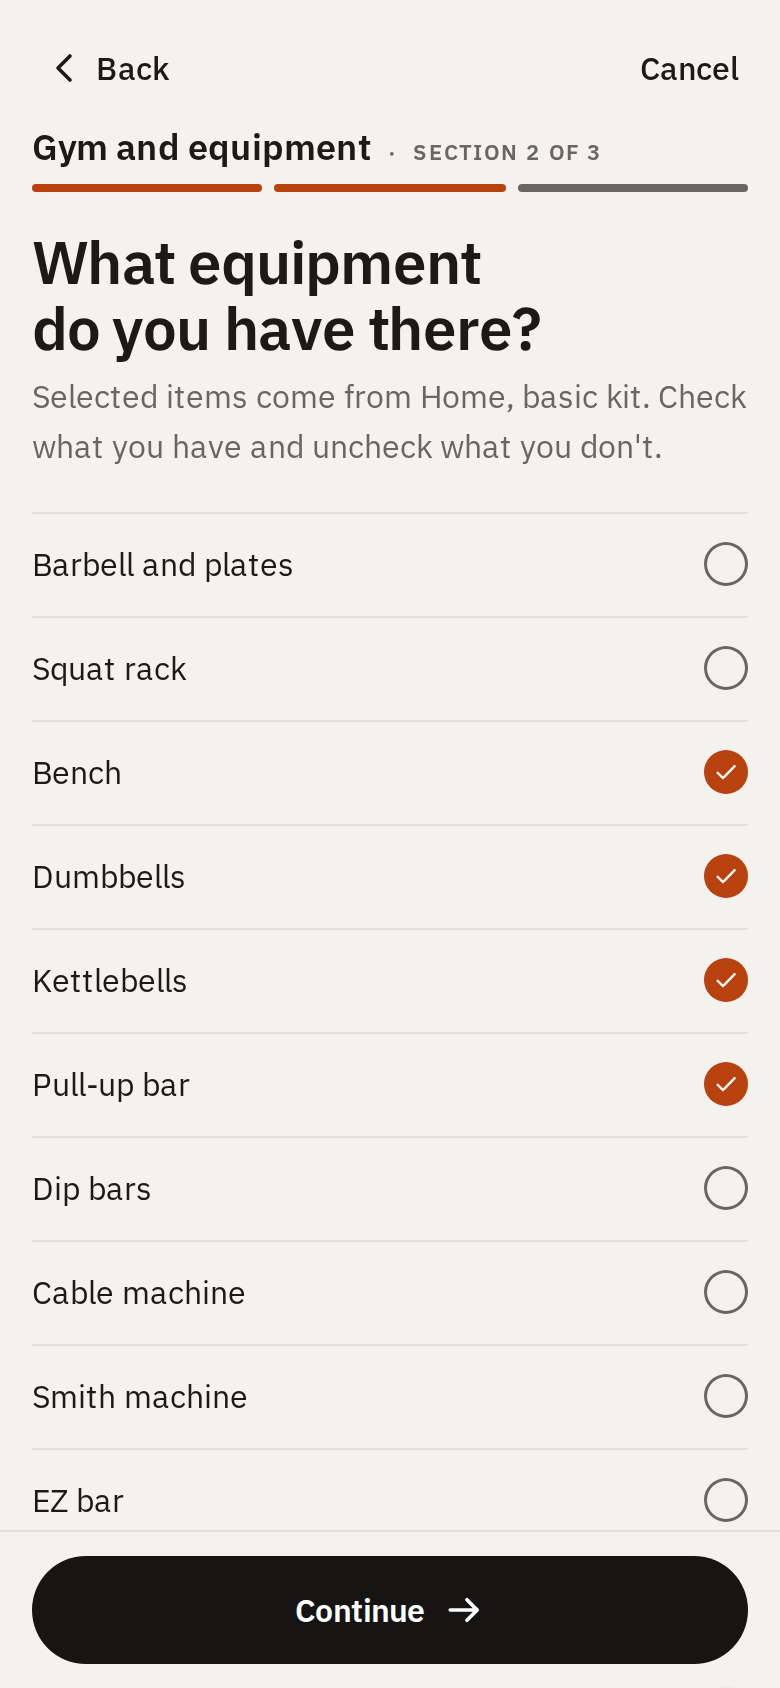 Back
Cancel
Gym and equipment · SECTION 2 OF 3
What equipment
do you have there?
Selected items come from Home, basic kit. Check
what you have and uncheck what you don't.
Barbell and plates
Squat rack
Bench
Dumbbells
Kettlebells
Pull-up bar
Dip bars
Cable machine
Smith machine
EZ bar
Continue